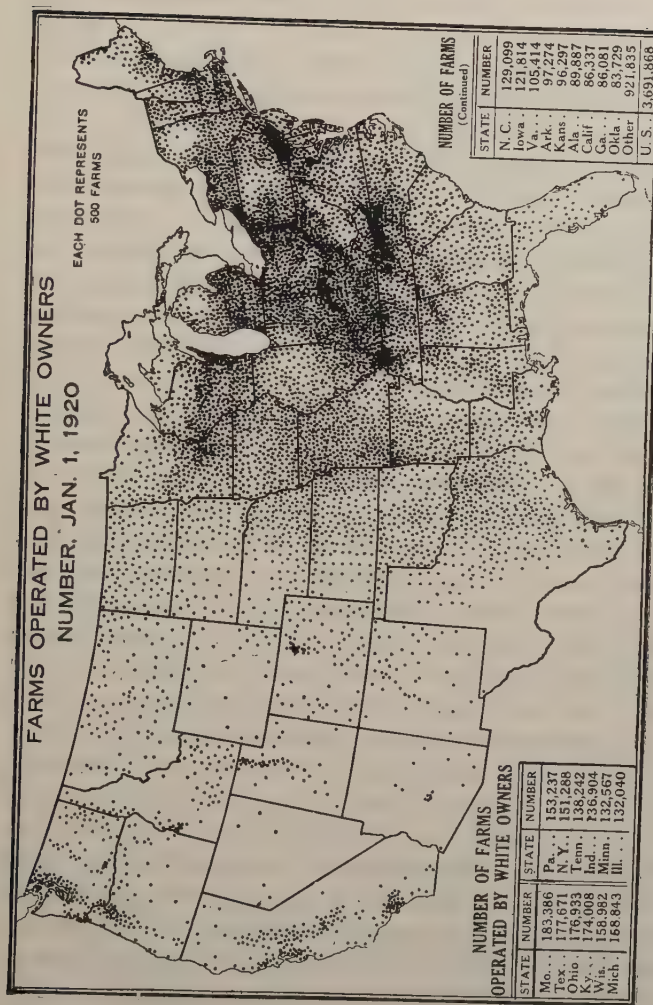 FARMS OPERATED BY WHITE OWNERS
NUMBER, JAN. 1, 1920
EACH DOT REPRESENTS
500 FARMS
NUMBER OF FARMS
OPERATED BY WHITE OWNERS
STATE NUMBER STATE NUMBER
Mo... 183,386 Pa... 153,237
Tex.. 177,671 N. Y.. 151,288
Ohio. 176,933 Tenn.. 138,242
Ky... 174,008 Ind... 136,904
Wis.. 158,982 Minn.. 132,567
Mich. 158,843 Ill... 132,040
NUMBER OF FARMS
(Continued)
STATE NUMBER
N. C.. 129,099
Iowa.. 121,814
Va.... 105,414
Ark... 97,274
Kans.. 96,297
Ala... 89,887
Calif.. 86,337
Ga.... 86,081
Okla.. 83,729
Other 921,835
U. S.. 3,691,868